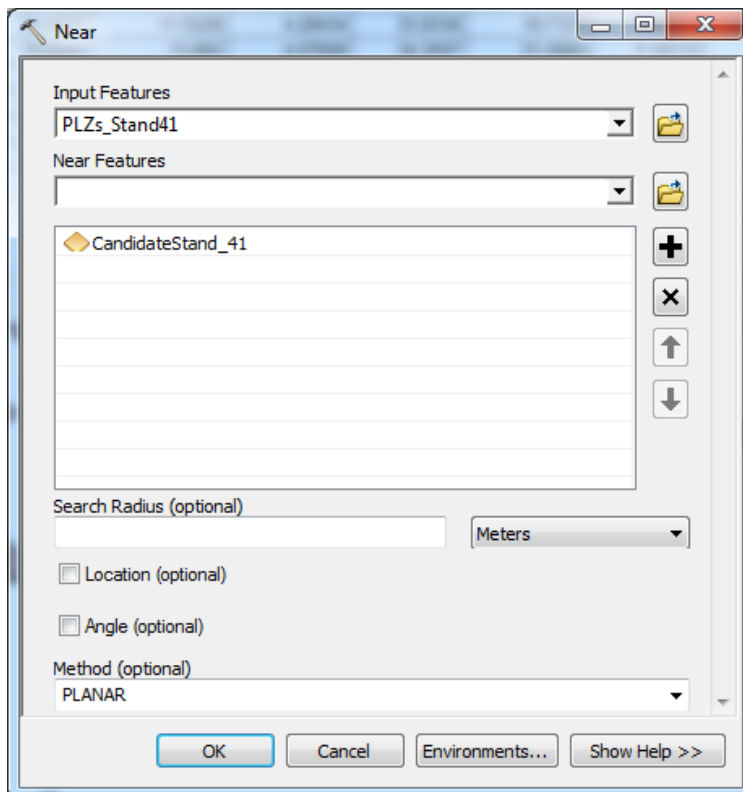 Near
Input Features
PLZs_Stand41
Near Features
CandidateStand_41
Search Radius (optional)
Meters
Location (optional)
Angle (optional)
Method (optional)
PLANAR
OK Cancel Environments... Show Help >>